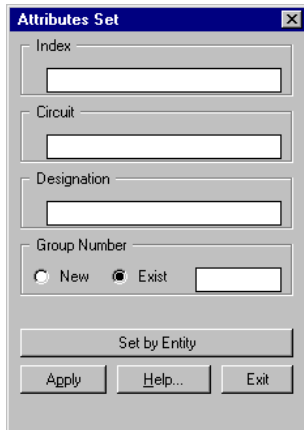 Attributes Set
Index
Circuit
Designation
Group Number
New Exist
Set by Entity
Apply Help... Exit